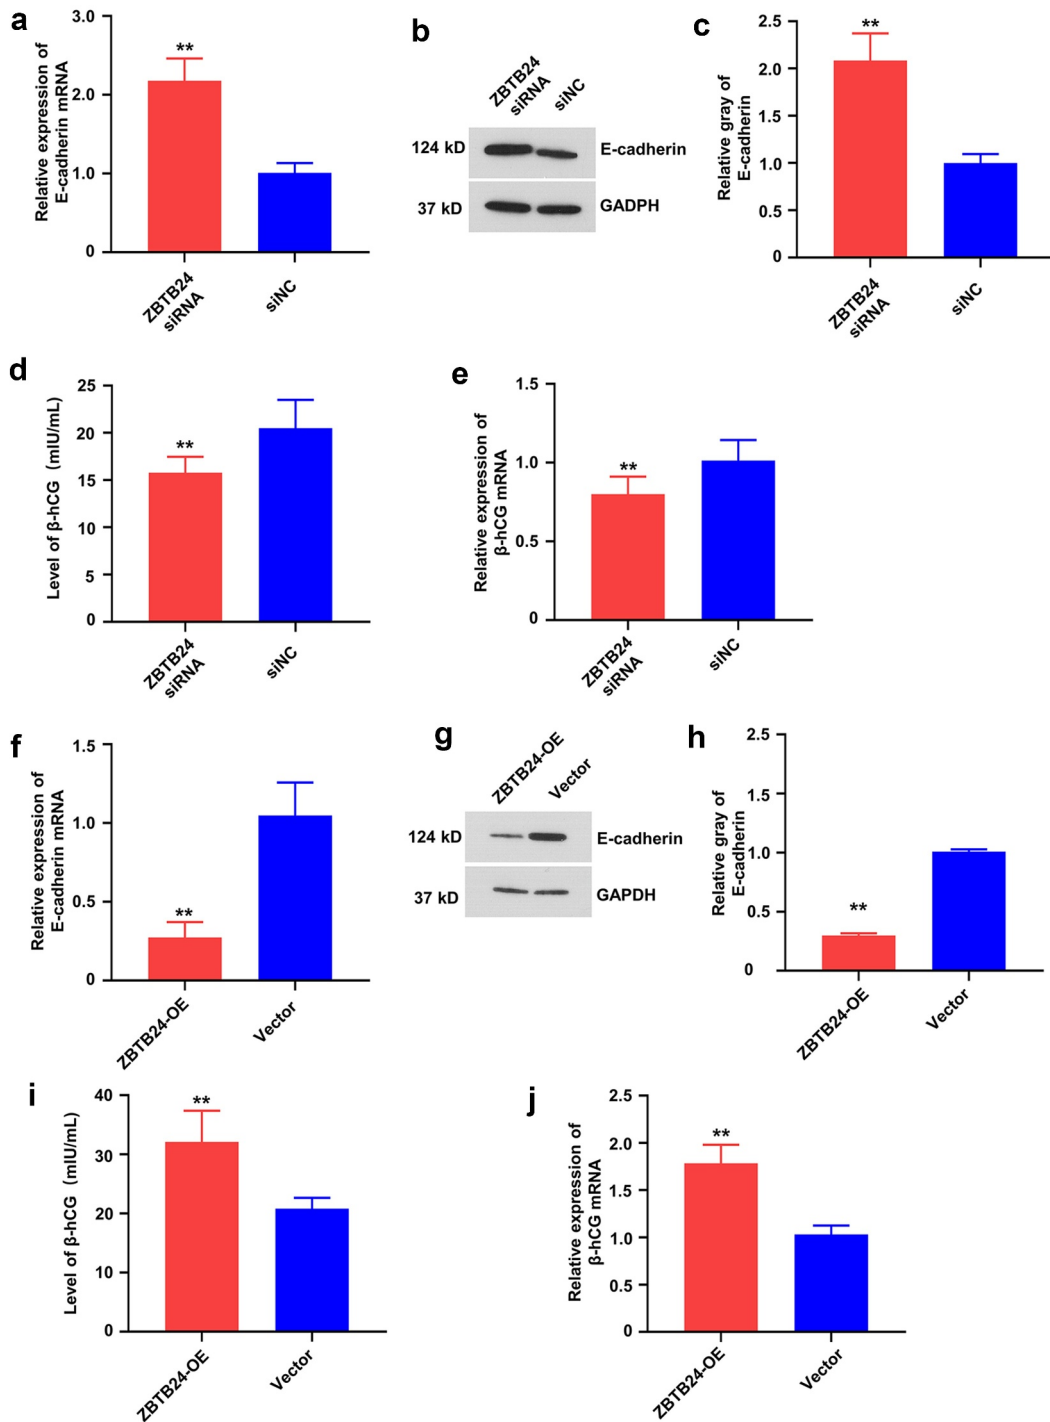 a
Relative expression of
E-cadherin mRNA
3.0
2.0
1.0
0
**
ZBTB24
siRNA
siNC
b
ZBTB24
siRNA
siNC
124 kD
E-cadherin
37 kD
GADPH
c
Relative gray of
E-cadherin
2.5
2.0
1.5
1.0
0.5
0
**
ZBTB24
siRNA
siNC
d
Level of β-hCG (mIU/mL)
25
20
15
10
5
0
**
ZBTB24
siRNA
siNC
e
Relative expression of
β-hCG mRNA
1.5
1.0
0.5
0
**
ZBTB24
siRNA
siNC
f
Relative expression of
E-cadherin mRNA
1.5
1.0
0.5
0
**
ZBTB24-OE
Vector
g
ZBTB24-OE
Vector
124 kD
E-cadherin
37 kD
GAPDH
h
Relative gray of
E-cadherin
2.5
1.5
1.0
0.5
0
**
ZBTB24-OE
Vector
i
Level of β-hCG (mIU/mL)
40
30
20
10
0
**
ZBTB24-OE
Vector
j
Relative expression of
β-hCG mRNA
2.5
2.0
1.5
1.0
0.5
0
**
ZBTB24-OE
Vector